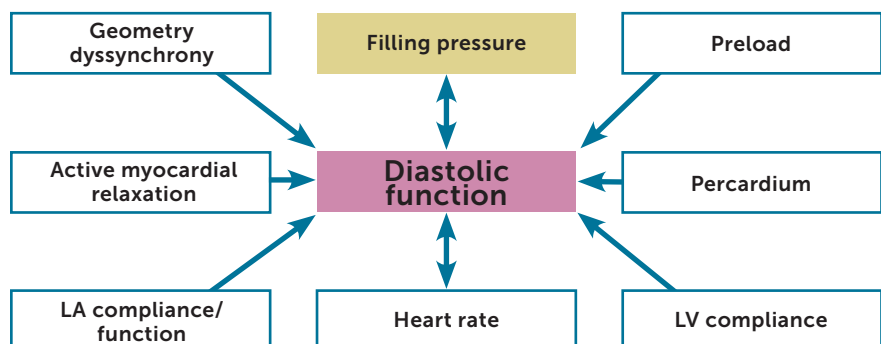 Geometry
dyssynchrony
Filling pressure
Preload
Active myocardial
relaxation
Diastolic
function
Percardium
LA compliance/
function
Heart rate
LV compliance